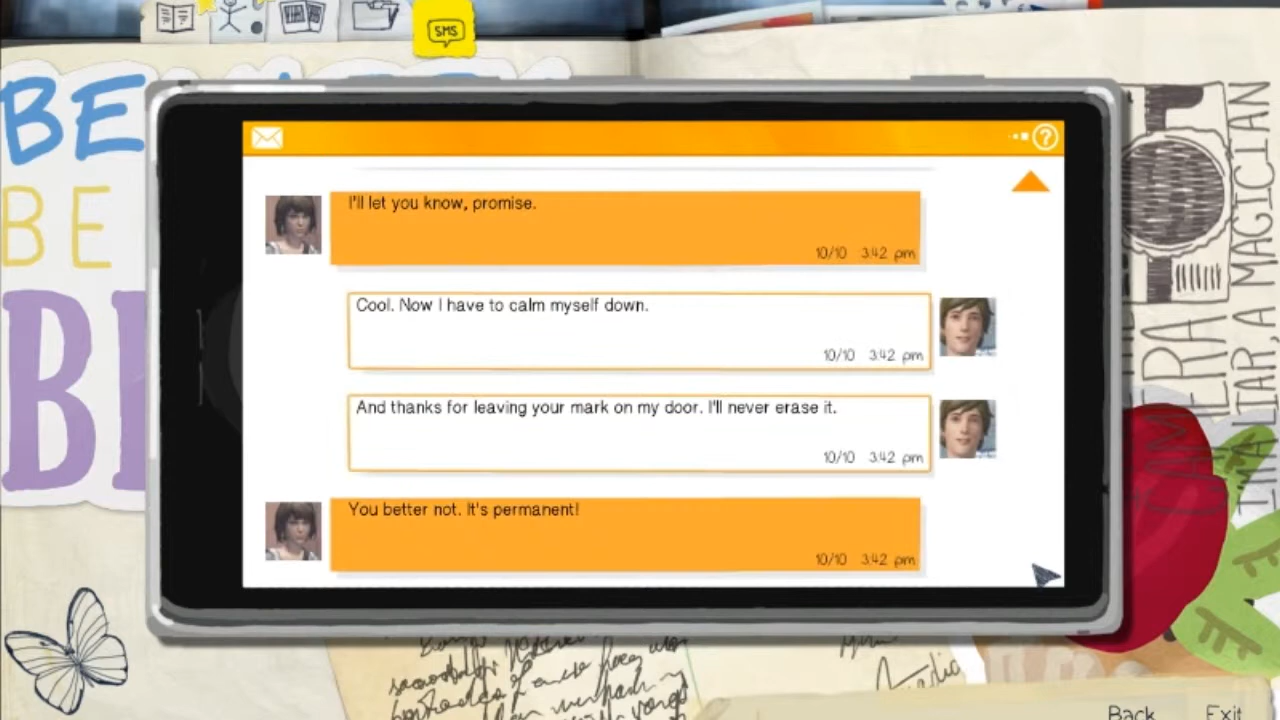 SMS
BE
BE
?
I'll let you know, promise.
10/10 3:42 pm
Cool. Now I have to calm myself down.
10/10 3:42 pm
And thanks for leaving your mark on my door. I'll never erase it.
10/10 3:42 pm
You better not. It's permanent!
10/10 3:42 pm
I AM A LIAR, A MAGICIAN
Back
Exit